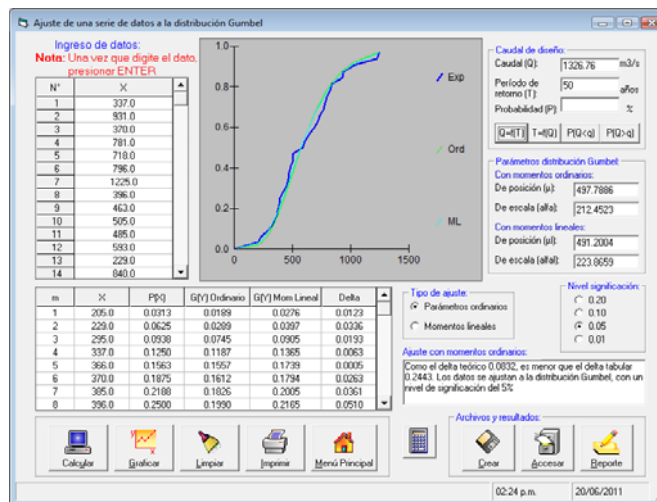 Ajuste de una serie de datos a la distribución Gumbel
Ingreso de datos:
Nota: Una vez que digite el dato, presionar ENTER
N° X
1 337.0
2 931.0
3 370.0
4 781.0
5 718.0
6 796.0
7 1225.0
8 396.0
9 463.0
10 505.0
11 485.0
12 593.0
13 229.0
14 840.0
1.0
0.8
0.6
0.4
0.2
0.0
0 500 1000 1500
Exp
Ord
ML
Caudal de diseño:
Caudal (Q): 1326.76 m3/s
Período de retorno (T): 50 años
Probabilidad (P): %
Q=f(T) T=f(Q) P(Q<q) P(Q>q)
Parámetros distribución Gumbel:
Con momentos ordinarios:
De posición (µ): 497.7886
De escala (alfa): 212.4523
Con momentos lineales:
De posición (µ): 491.2004
De escala (alfa): 223.8659
m X P(X) G(Y) Ordinario G(Y) Mom Lineal Delta
1 205.0 0.0313 0.0189 0.0276 0.0123
2 229.0 0.0625 0.0289 0.0397 0.0336
3 295.0 0.0938 0.0745 0.0905 0.0193
4 337.0 0.1250 0.1187 0.1365 0.0063
5 366.0 0.1563 0.1557 0.1739 0.0005
6 370.0 0.1875 0.1612 0.1794 0.0263
7 385.0 0.2188 0.1826 0.2005 0.0361
8 396.0 0.2500 0.1990 0.2165 0.0510
Tipo de ajuste:
Parámetros ordinarios
Momentos lineales
Nivel significación:
0.20
0.10
0.05
0.01
Ajuste con momentos ordinarios:
Como el delta teórico 0.0832, es menor que el delta tabular
0.2443. Los datos se ajustan a la distribución Gumbel, con un
nivel de significación del 5%
Calcular Graficar Limpiar Imprimir Menú Principal
Archivos y resultados:
Crear Accesar Reporte
02:24 p.m. 20/06/2011